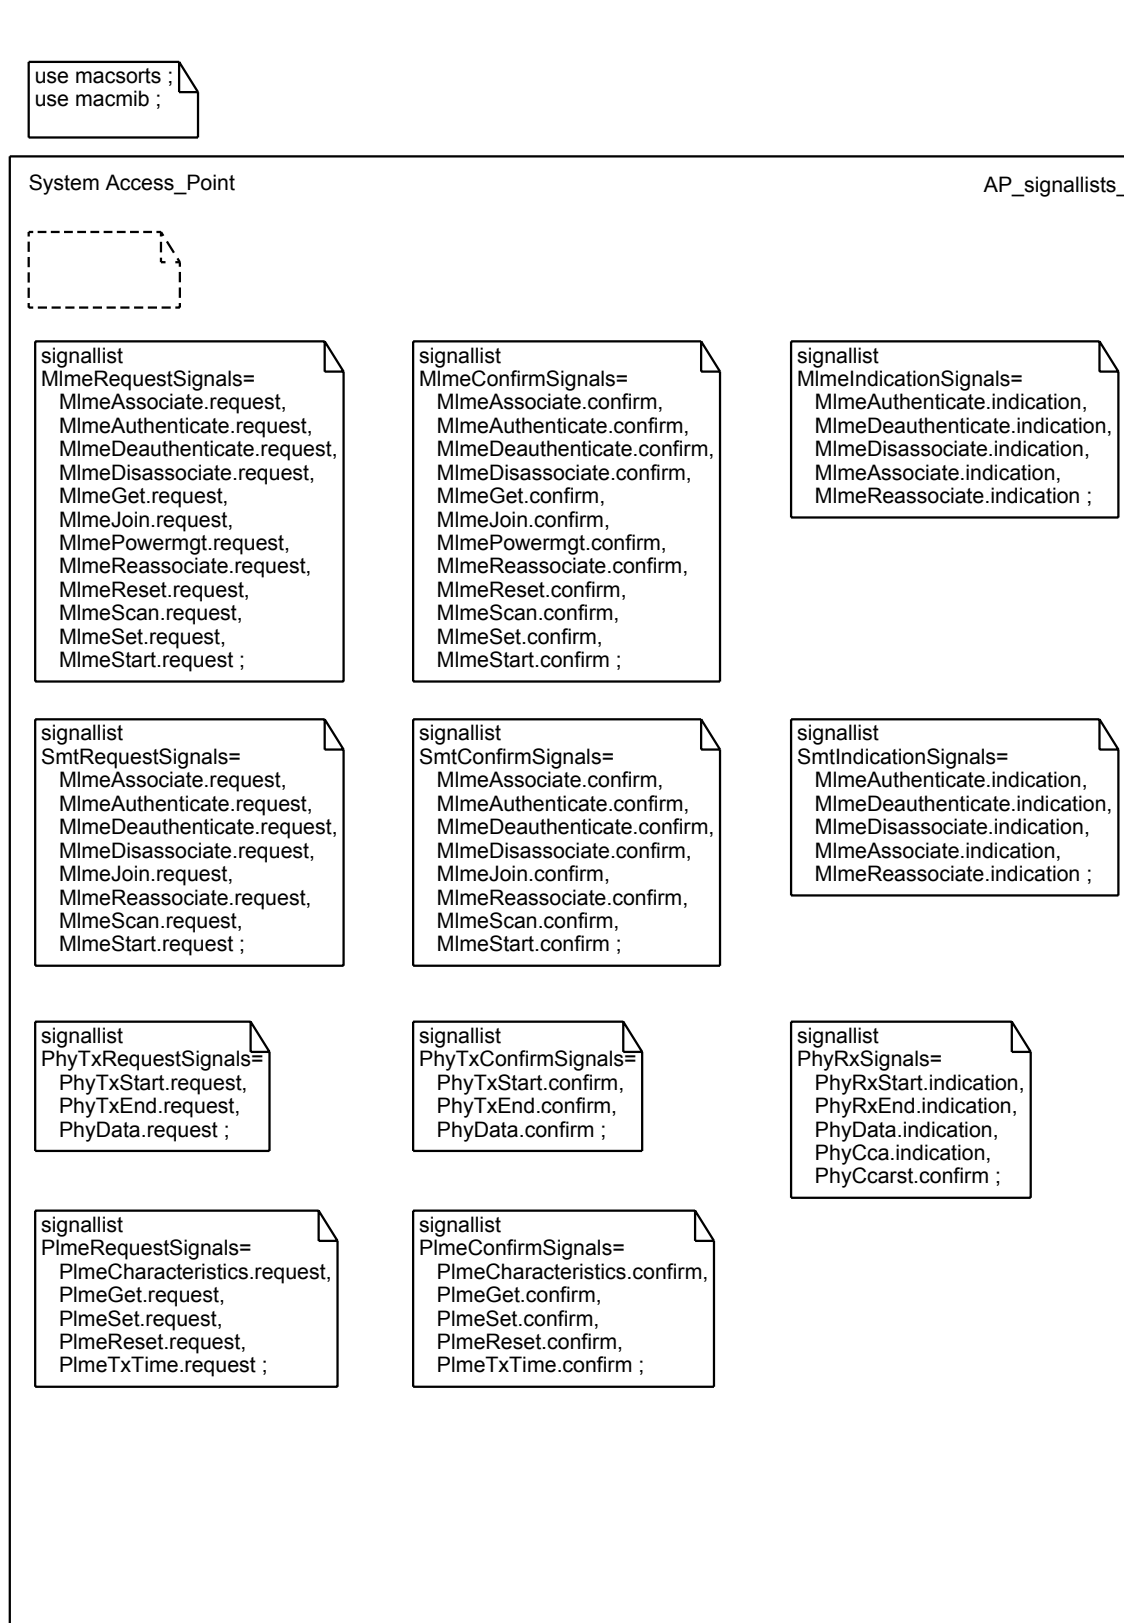 use macsorts ;
use macmib ;
System Access_Point
AP_signallists_
signallist
MlmeRequestSignals=
MlmeAssociate.request,
MlmeAuthenticate.request,
MlmeDeauthenticate.request,
MlmeDisassociate.request,
MlmeGet.request,
MlmeJoin.request,
MlmePowermgt.request,
MlmeReassociate.request,
MlmeReset.request,
MlmeScan.request,
MlmeSet.request,
MlmeStart.request ;
signallist
MlmeConfirmSignals=
MlmeAssociate.confirm,
MlmeAuthenticate.confirm,
MlmeDeauthenticate.confirm,
MlmeDisassociate.confirm,
MlmeGet.confirm,
MlmeJoin.confirm,
MlmePowermgt.confirm,
MlmeReassociate.confirm,
MlmeReset.confirm,
MlmeScan.confirm,
MlmeSet.confirm,
MlmeStart.confirm ;
signallist
MlmeIndicationSignals=
MlmeAuthenticate.indication,
MlmeDeauthenticate.indication,
MlmeDisassociate.indication,
MlmeAssociate.indication,
MlmeReassociate.indication ;
signallist
SmtRequestSignals=
MlmeAssociate.request,
MlmeAuthenticate.request,
MlmeDeauthenticate.request,
MlmeDisassociate.request,
MlmeJoin.request,
MlmeReassociate.request,
MlmeScan.request,
MlmeStart.request ;
signallist
SmtConfirmSignals=
MlmeAssociate.confirm,
MlmeAuthenticate.confirm,
MlmeDeauthenticate.confirm,
MlmeDisassociate.confirm,
MlmeJoin.confirm,
MlmeReassociate.confirm,
MlmeScan.confirm,
MlmeStart.confirm ;
signallist
SmtIndicationSignals=
MlmeAuthenticate.indication,
MlmeDeauthenticate.indication,
MlmeDisassociate.indication,
MlmeAssociate.indication,
MlmeReassociate.indication ;
signallist
PhyTxRequestSignals=
PhyTxStart.request,
PhyTxEnd.request,
PhyData.request ;
signallist
PhyTxConfirmSignals=
PhyTxStart.confirm,
PhyTxEnd.confirm,
PhyData.confirm ;
signallist
PhyRxSignals=
PhyRxStart.indication,
PhyRxEnd.indication,
PhyData.indication,
PhyCca.indication,
PhyCcarst.confirm ;
signallist
PlmeRequestSignals=
PlmeCharacteristics.request,
PlmeGet.request,
PlmeSet.request,
PlmeReset.request,
PlmeTxTime.request ;
signallist
PlmeConfirmSignals=
PlmeCharacteristics.confirm,
PlmeGet.confirm,
PlmeSet.confirm,
PlmeReset.confirm,
PlmeTxTime.confirm ;